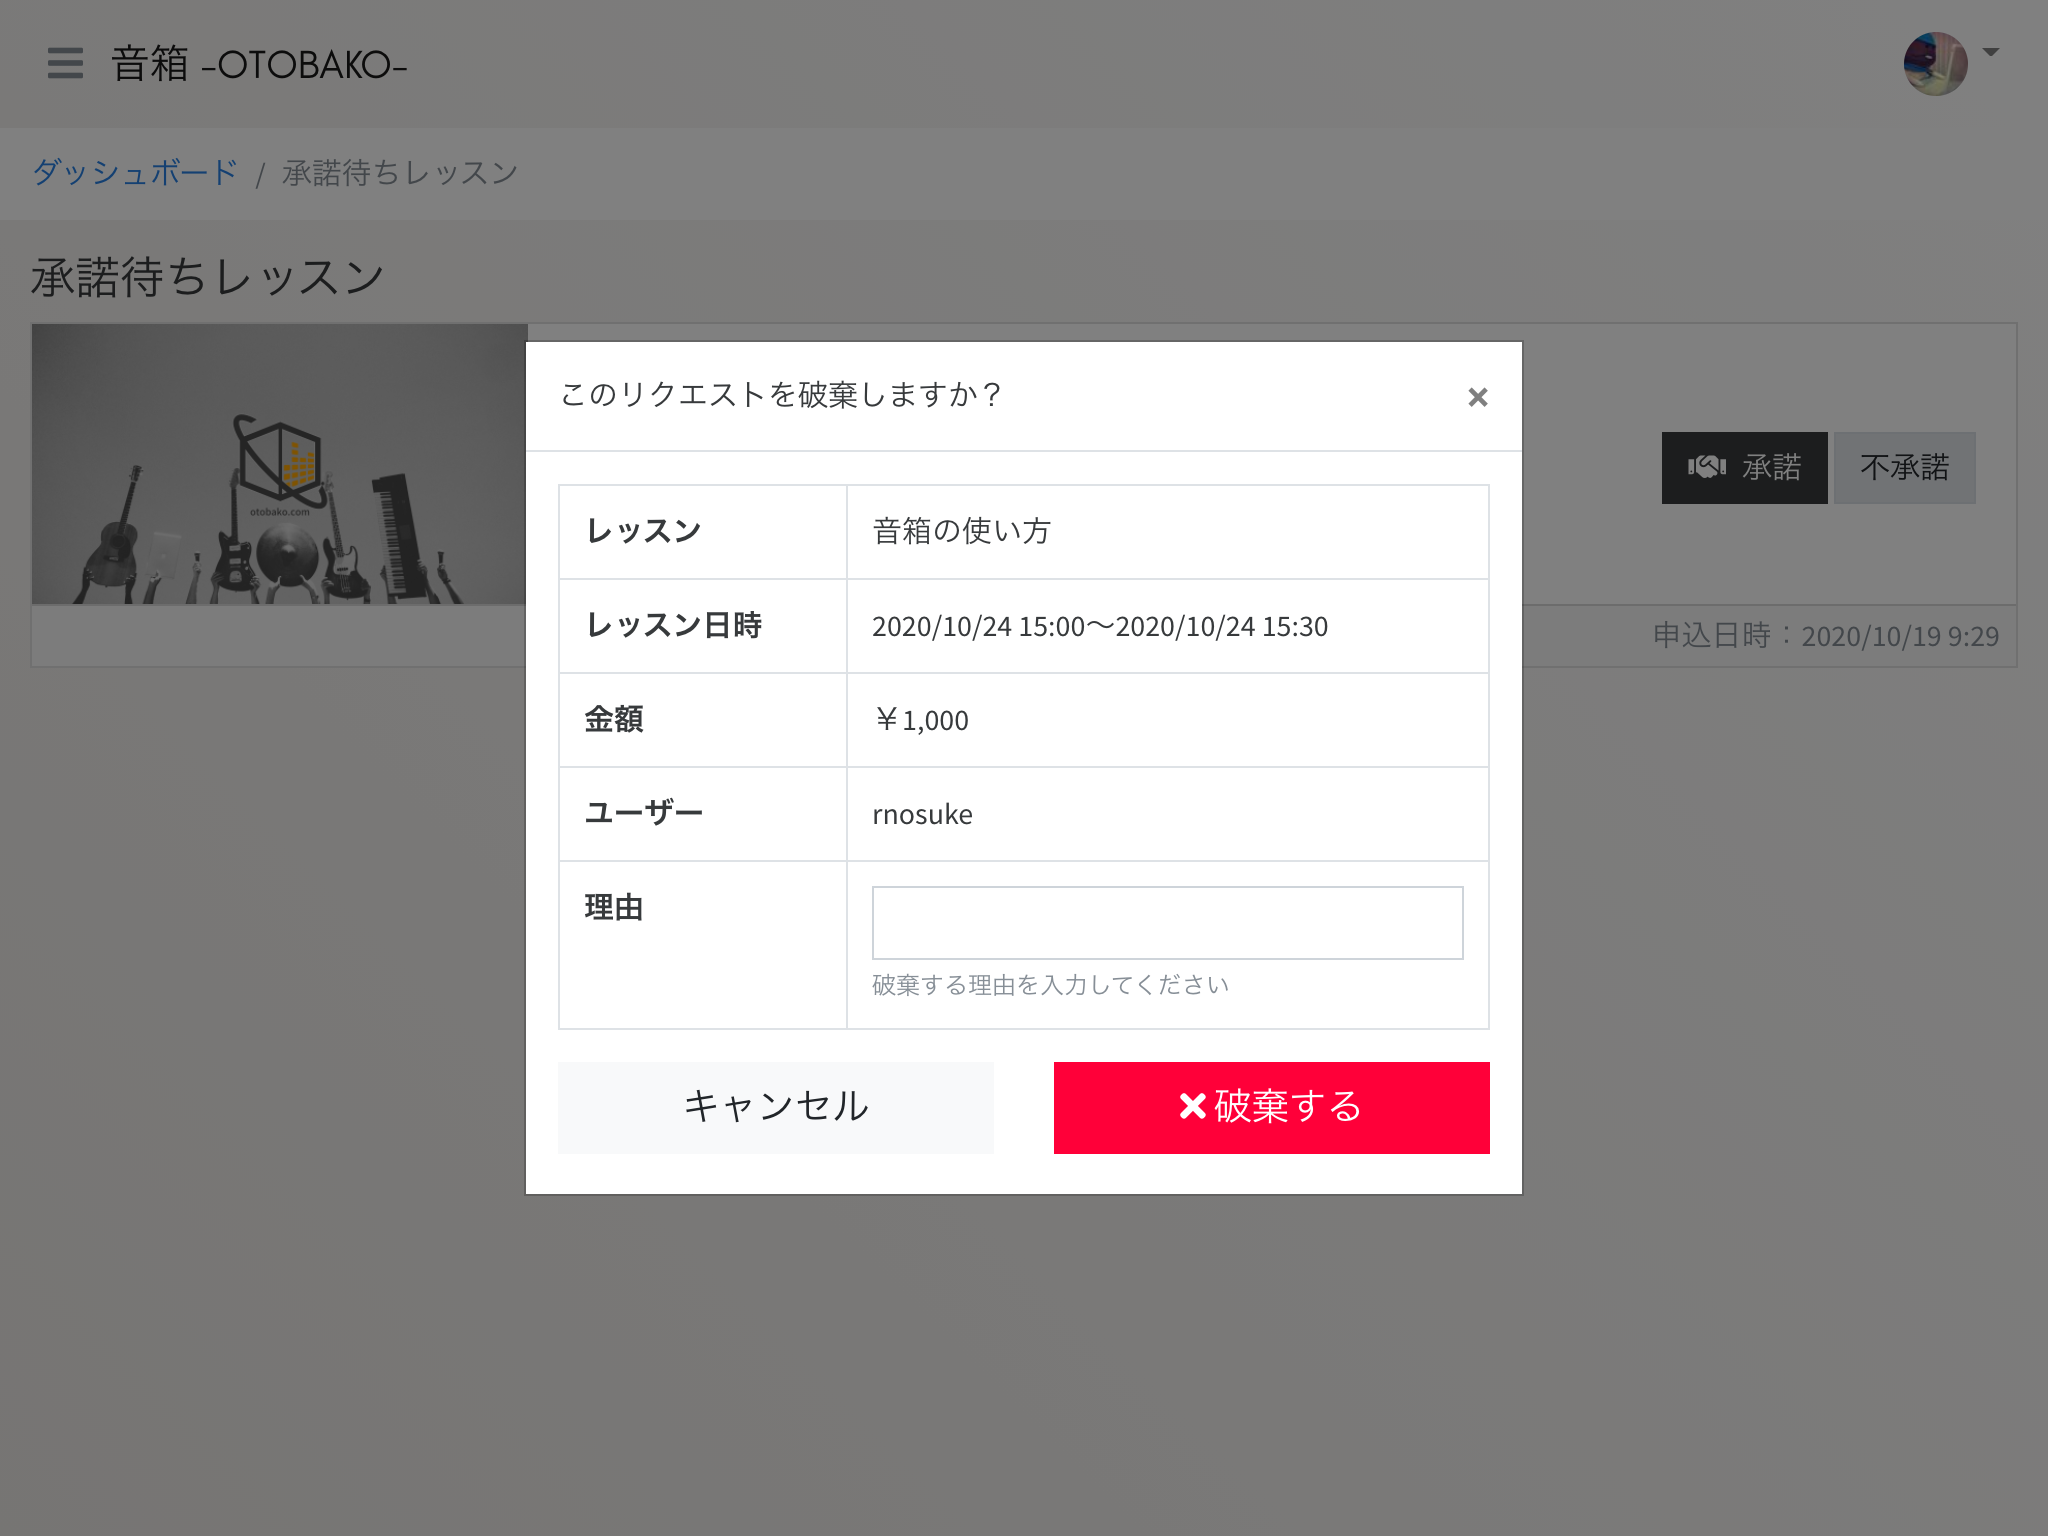 音箱 -OTOBAKO-
ダッシュボード / 承諾待ちレッスン
承諾待ちレッスン
otobako.com
承諾
不承諾
申込日時：2020/10/19 9:29
このリクエストを破棄しますか？
レッスン 音箱の使い方
レッスン日時 2020/10/24 15:00〜2020/10/24 15:30
金額 ￥1,000
ユーザー rnosuke
理由
破棄する理由を入力してください
キャンセル
破棄する